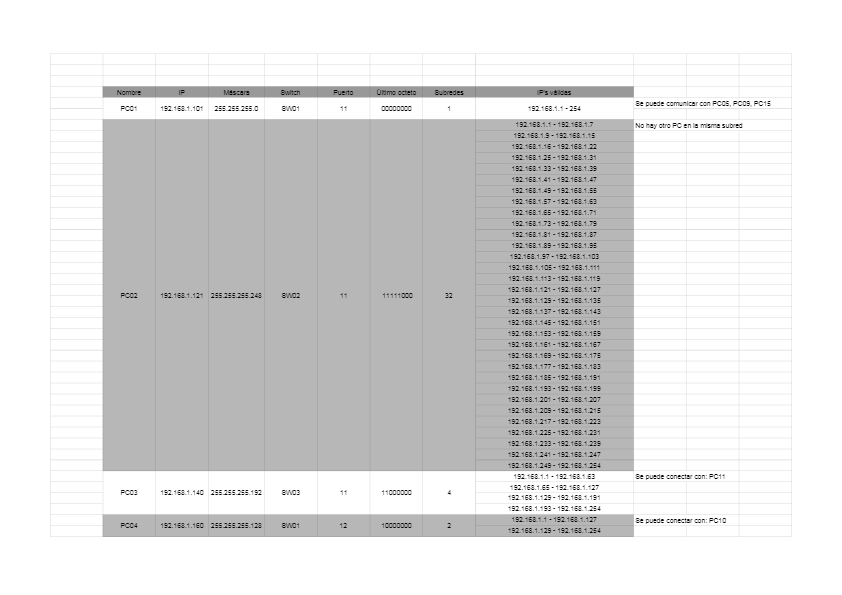 Nombre IP Máscara Switch Puerto Último octeto Subredes IP's válidas
PC01 192.168.1.101 255.255.255.0 SW01 11 00000000 1 192.168.1.1 - 254 Se puede comunicar con PC05, PC09, PC15
192.168.1.1 - 192.168.1.7 No hay otro PC en la misma subred
192.168.1.9 - 192.168.1.15
192.168.1.16 - 192.168.1.22
192.168.1.25 - 192.168.1.31
192.168.1.33 - 192.168.1.39
192.168.1.41 - 192.168.1.47
192.168.1.49 - 192.168.1.55
192.168.1.57 - 192.168.1.63
192.168.1.65 - 192.168.1.71
192.168.1.73 - 192.168.1.79
192.168.1.81 - 192.168.1.87
192.168.1.89 - 192.168.1.95
192.168.1.97 - 192.168.1.103
192.168.1.105 - 192.168.1.111
192.168.1.113 - 192.168.1.119
192.168.1.121 - 192.168.1.127
PC02 192.168.1.121 255.255.255.248 SW02 11 11111000 32
192.168.1.129 - 192.168.1.135
192.168.1.137 - 192.168.1.143
192.168.1.145 - 192.168.1.151
192.168.1.153 - 192.168.1.159
192.168.1.161 - 192.168.1.167
192.168.1.169 - 192.168.1.175
192.168.1.177 - 192.168.1.183
192.168.1.185 - 192.168.1.191
192.168.1.193 - 192.168.1.199
192.168.1.201 - 192.168.1.207
192.168.1.209 - 192.168.1.215
192.168.1.217 - 192.168.1.223
192.168.1.225 - 192.168.1.231
192.168.1.233 - 192.168.1.239
192.168.1.241 - 192.168.1.247
192.168.1.249 - 192.168.1.254
192.168.1.1 - 192.168.1.63 Se puede conectar con: PC11
192.168.1.65 - 192.168.1.127
PC03 192.168.1.140 255.255.255.192 SW03 11 11000000 4
192.168.1.129 - 192.168.1.191
192.168.1.193 - 192.168.1.254
192.168.1.1 - 192.168.1.127 Se puede conectar con: PC10
PC04 192.168.1.160 255.255.255.128 SW01 12 10000000 2
192.168.1.129 - 192.168.1.254